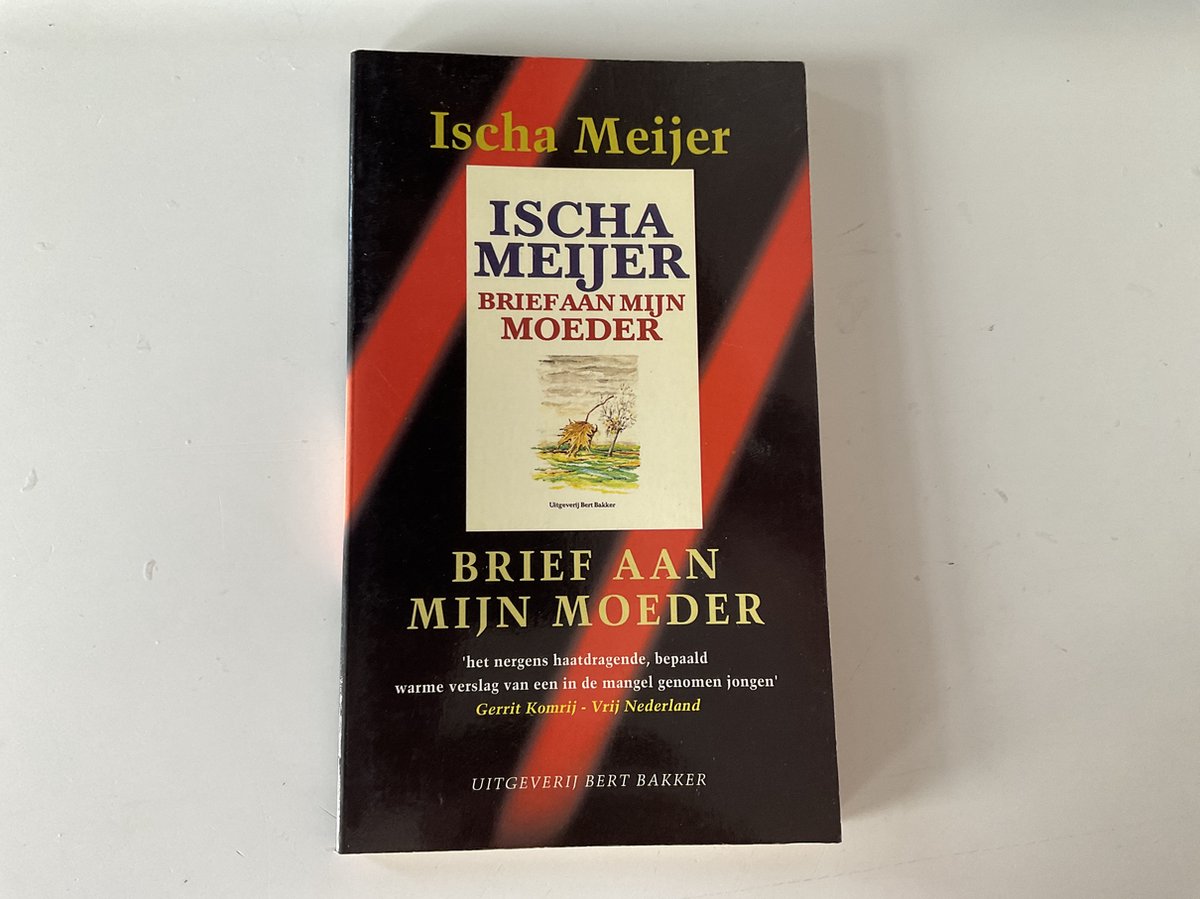 Ischa Meijer
ISCHA
MEIJER
BRIEF AAN MIJN
MOEDER
Uitgeverij Bert Bakker
BRIEF AAN
MIJN MOEDER
'het nergens haatdragende, bepaald
warme verslag van een in de mangel genomen jongen'
Gerrit Komrij - Vrij Nederland
UITGEVERIJ BERT BAKKER